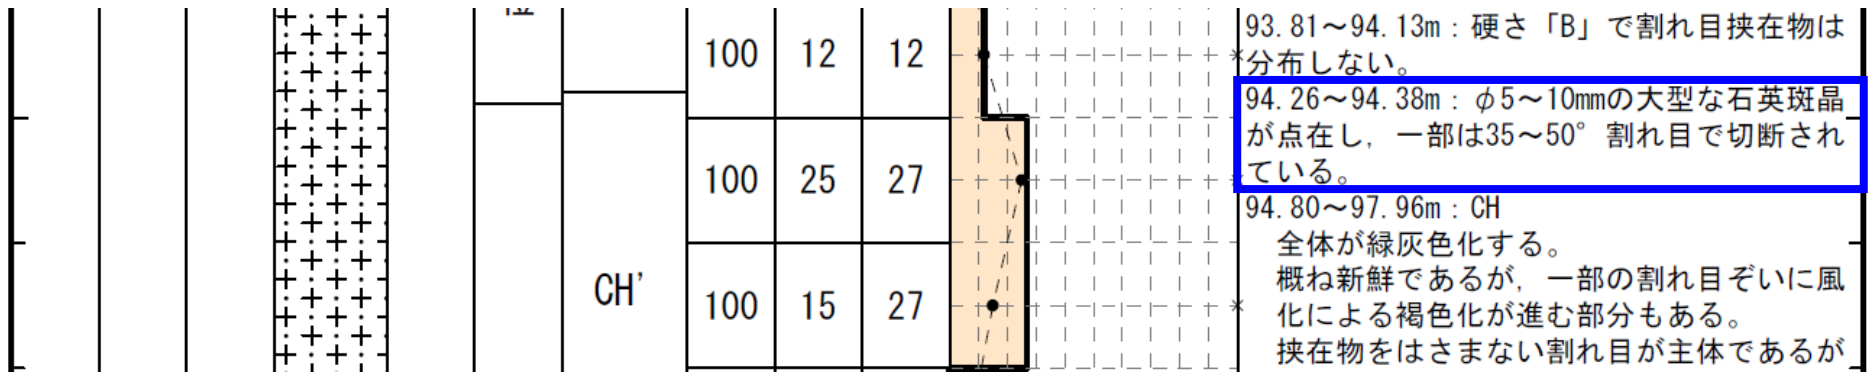 100 12 12
100 25 27
CH'
100 15 27
93.81～94.13m：硬さ「B」で割れ目挟在物は
分布しない。
94.26～94.38m：φ5～10mmの大型な石英斑晶
が点在し，一部は35～50°割れ目で切断され
ている。
94.80～97.96m：CH
全体が緑灰色化する。
概ね新鮮であるが，一部の割れ目ぞいに風
化による褐色化が進む部分もある。
挟在物をはさまない割れ目が主体であるが